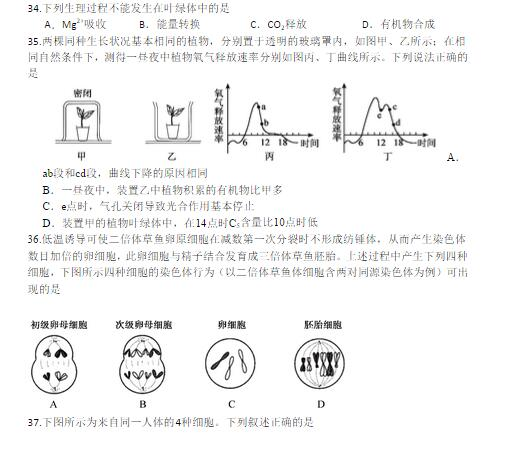 34.下列生理过程不能发生在叶绿体中的是
A．Mg²⁺吸收 B．能量转换 C．CO₂释放 D．有机物合成
35.两棵同种生长状况基本相同的植物，分别置于透明的玻璃罩内，如图甲、乙所示；在相
同自然条件下，测得一昼夜中植物氧气释放速率分别如图丙、丁曲线所示。下列说法正确的
是
密闭
甲
乙
氧气释放速率
a
b
6 12 18 时间
丙
氧气释放速率
c
e
d
6 12 18 时间
丁
A．
ab段和cd段，曲线下降的原因相同
B．一昼夜中，装置乙中植物积累的有机物比甲多
C．e点时，气孔关闭导致光合作用基本停止
D．装置甲的植物叶绿体中，在14点时C₅含量比10点时低
36.低温诱导可使二倍体草鱼卵原细胞在减数第一次分裂时不形成纺锤体，从而产生染色体
数目加倍的卵细胞，此卵细胞与精子结合发育成三倍体草鱼胚胎。上述过程中产生下列四种
细胞，下图所示四种细胞的染色体行为（以二倍体草鱼体细胞含两对同源染色体为例）可出
现的是
初级卵母细胞 次级卵母细胞 卵细胞 胚胎细胞
A B C D
37.下图所示为来自同一人体的4种细胞。下列叙述正确的是